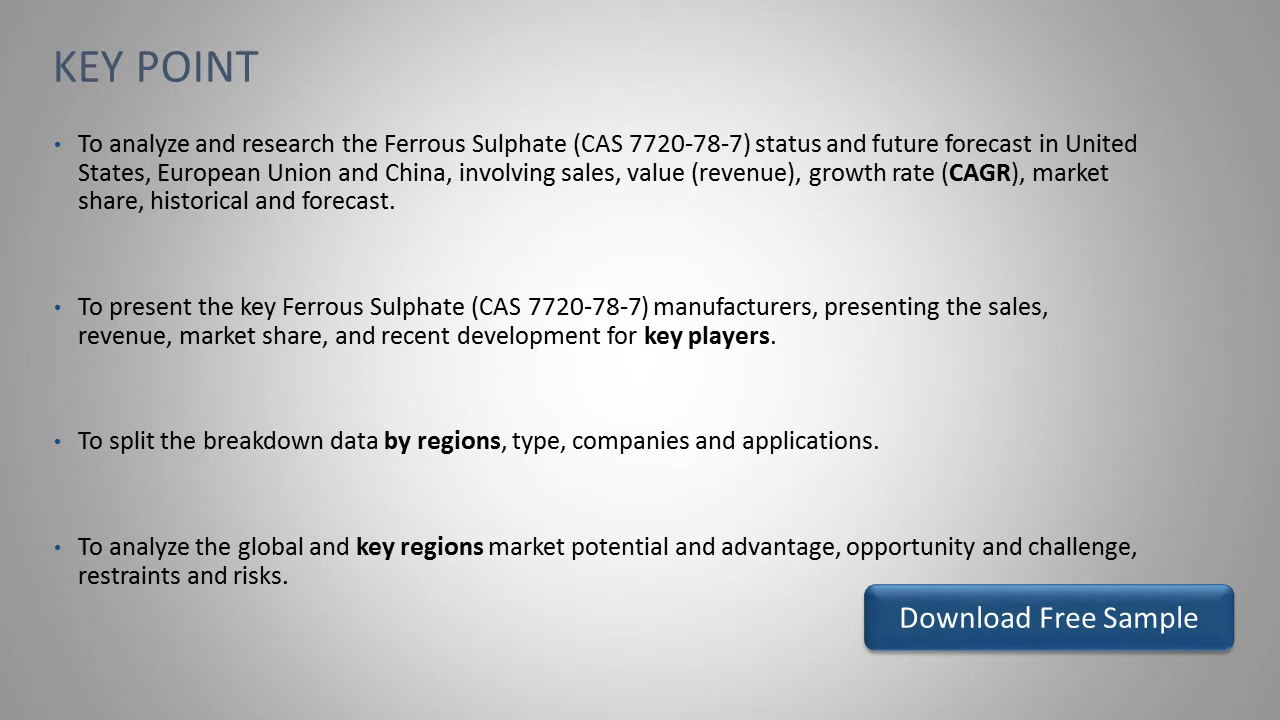 KEY POINT
• To analyze and research the Ferrous Sulphate (CAS 7720-78-7) status and future forecast in United
States, European Union and China, involving sales, value (revenue), growth rate (CAGR), market
share, historical and forecast.
• To present the key Ferrous Sulphate (CAS 7720-78-7) manufacturers, presenting the sales,
revenue, market share, and recent development for key players.
• To split the breakdown data by regions, type, companies and applications.
• To analyze the global and key regions market potential and advantage, opportunity and challenge,
restraints and risks.
Download Free Sample